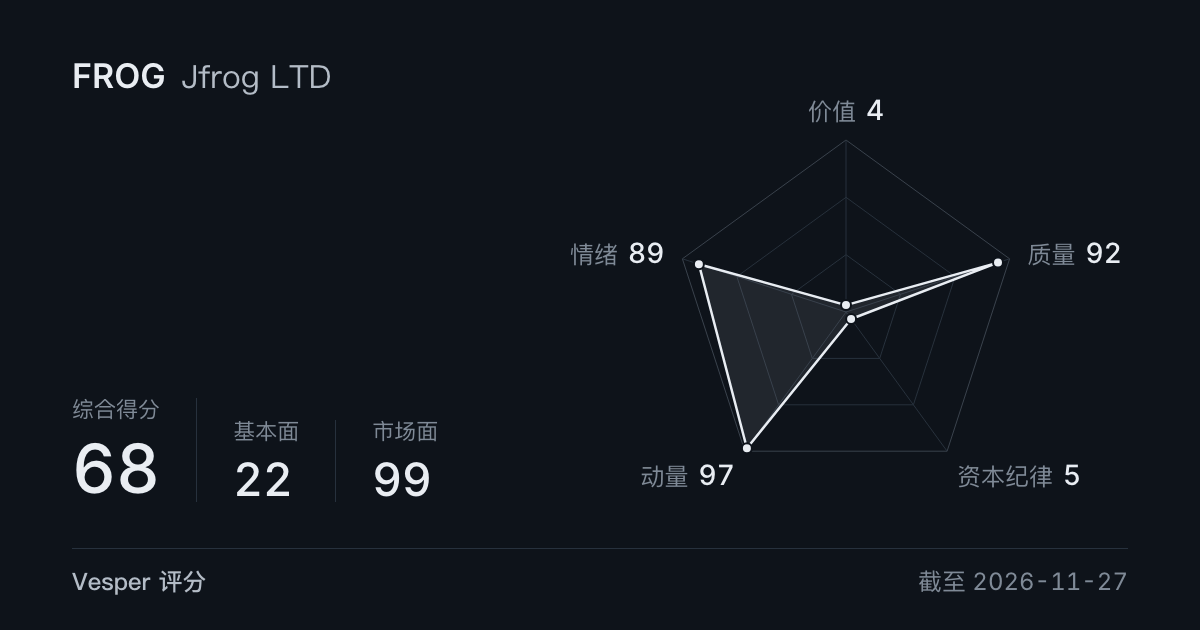 FROG Jfrog LTD
价值 4
情绪 89
质量 92
动量 97
资本纪律 5
综合得分
68
基本面
22
市场面
99
Vesper 评分
截至 2026-11-27